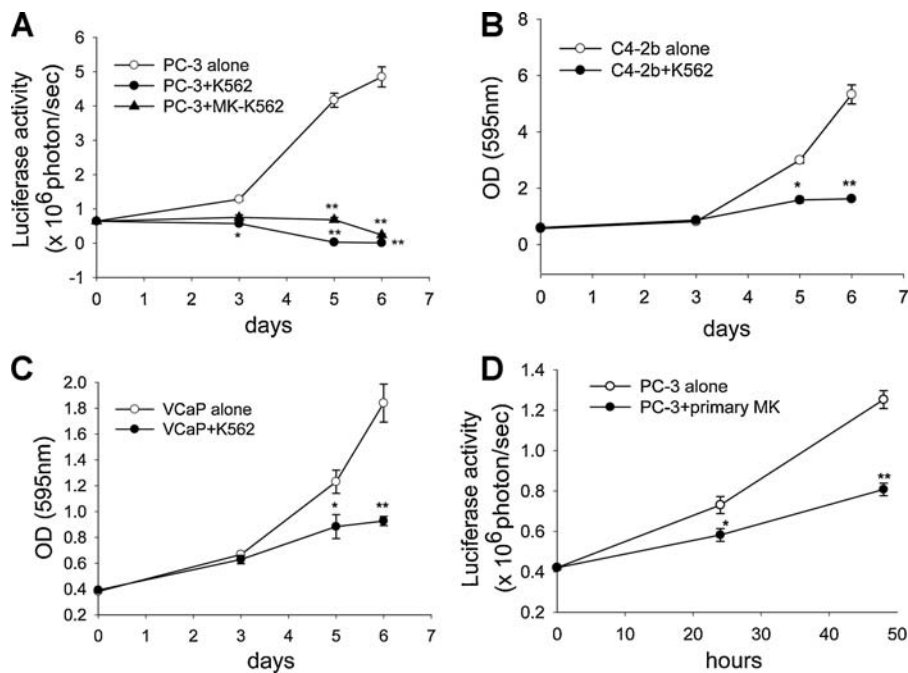 A
PC-3 alone
PC-3+K562
PC-3+MK-K562
Luciferase activity
(x 10⁶ photon/sec)
6
5
4
3
2
1
0
-1
*
**
**
**
**
0 1 2 3 4 5 6 7
days
B
C4-2b alone
C4-2b+K562
OD (595nm)
8
6
4
2
0
*
**
0 1 2 3 4 5 6 7
days
C
VCaP alone
VCaP+K562
OD (595nm)
2.0
1.8
1.6
1.4
1.2
1.0
0.8
0.6
0.4
0.2
*
**
0 1 2 3 4 5 6 7
days
D
PC-3 alone
PC-3+primary MK
Luciferase activity
(x 10⁶ photon/sec)
1.4
1.2
1.0
0.8
0.6
0.4
0.2
*
**
0 10 20 30 40 50
hours